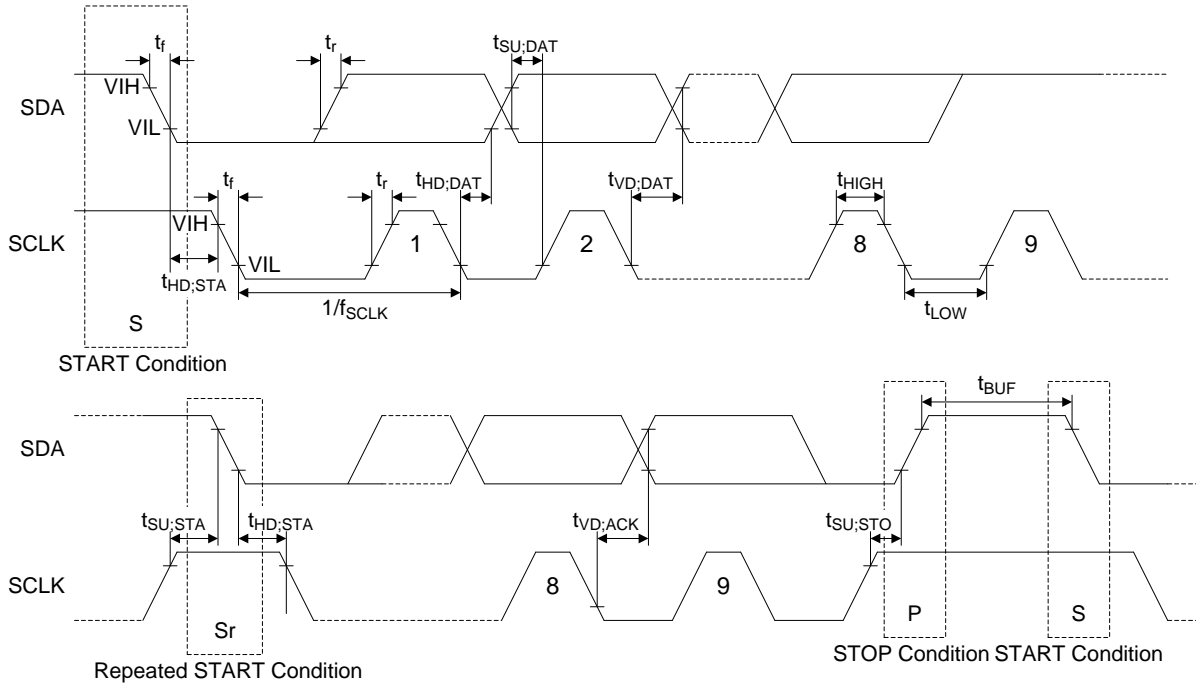 tf tr tSU;DAT
VIH
SDA
VIL
tf tr tHD;DAT tVD;DAT tHIGH
VIH
SCLK 1 2 8 9
VIL
tHD;STA
1/fSCLK tLOW
S
START Condition
tBUF
SDA
tSU;STA tHD;STA tVD;ACK tSU;STO
SCLK 8 9
Sr P S
Repeated START Condition STOP Condition START Condition